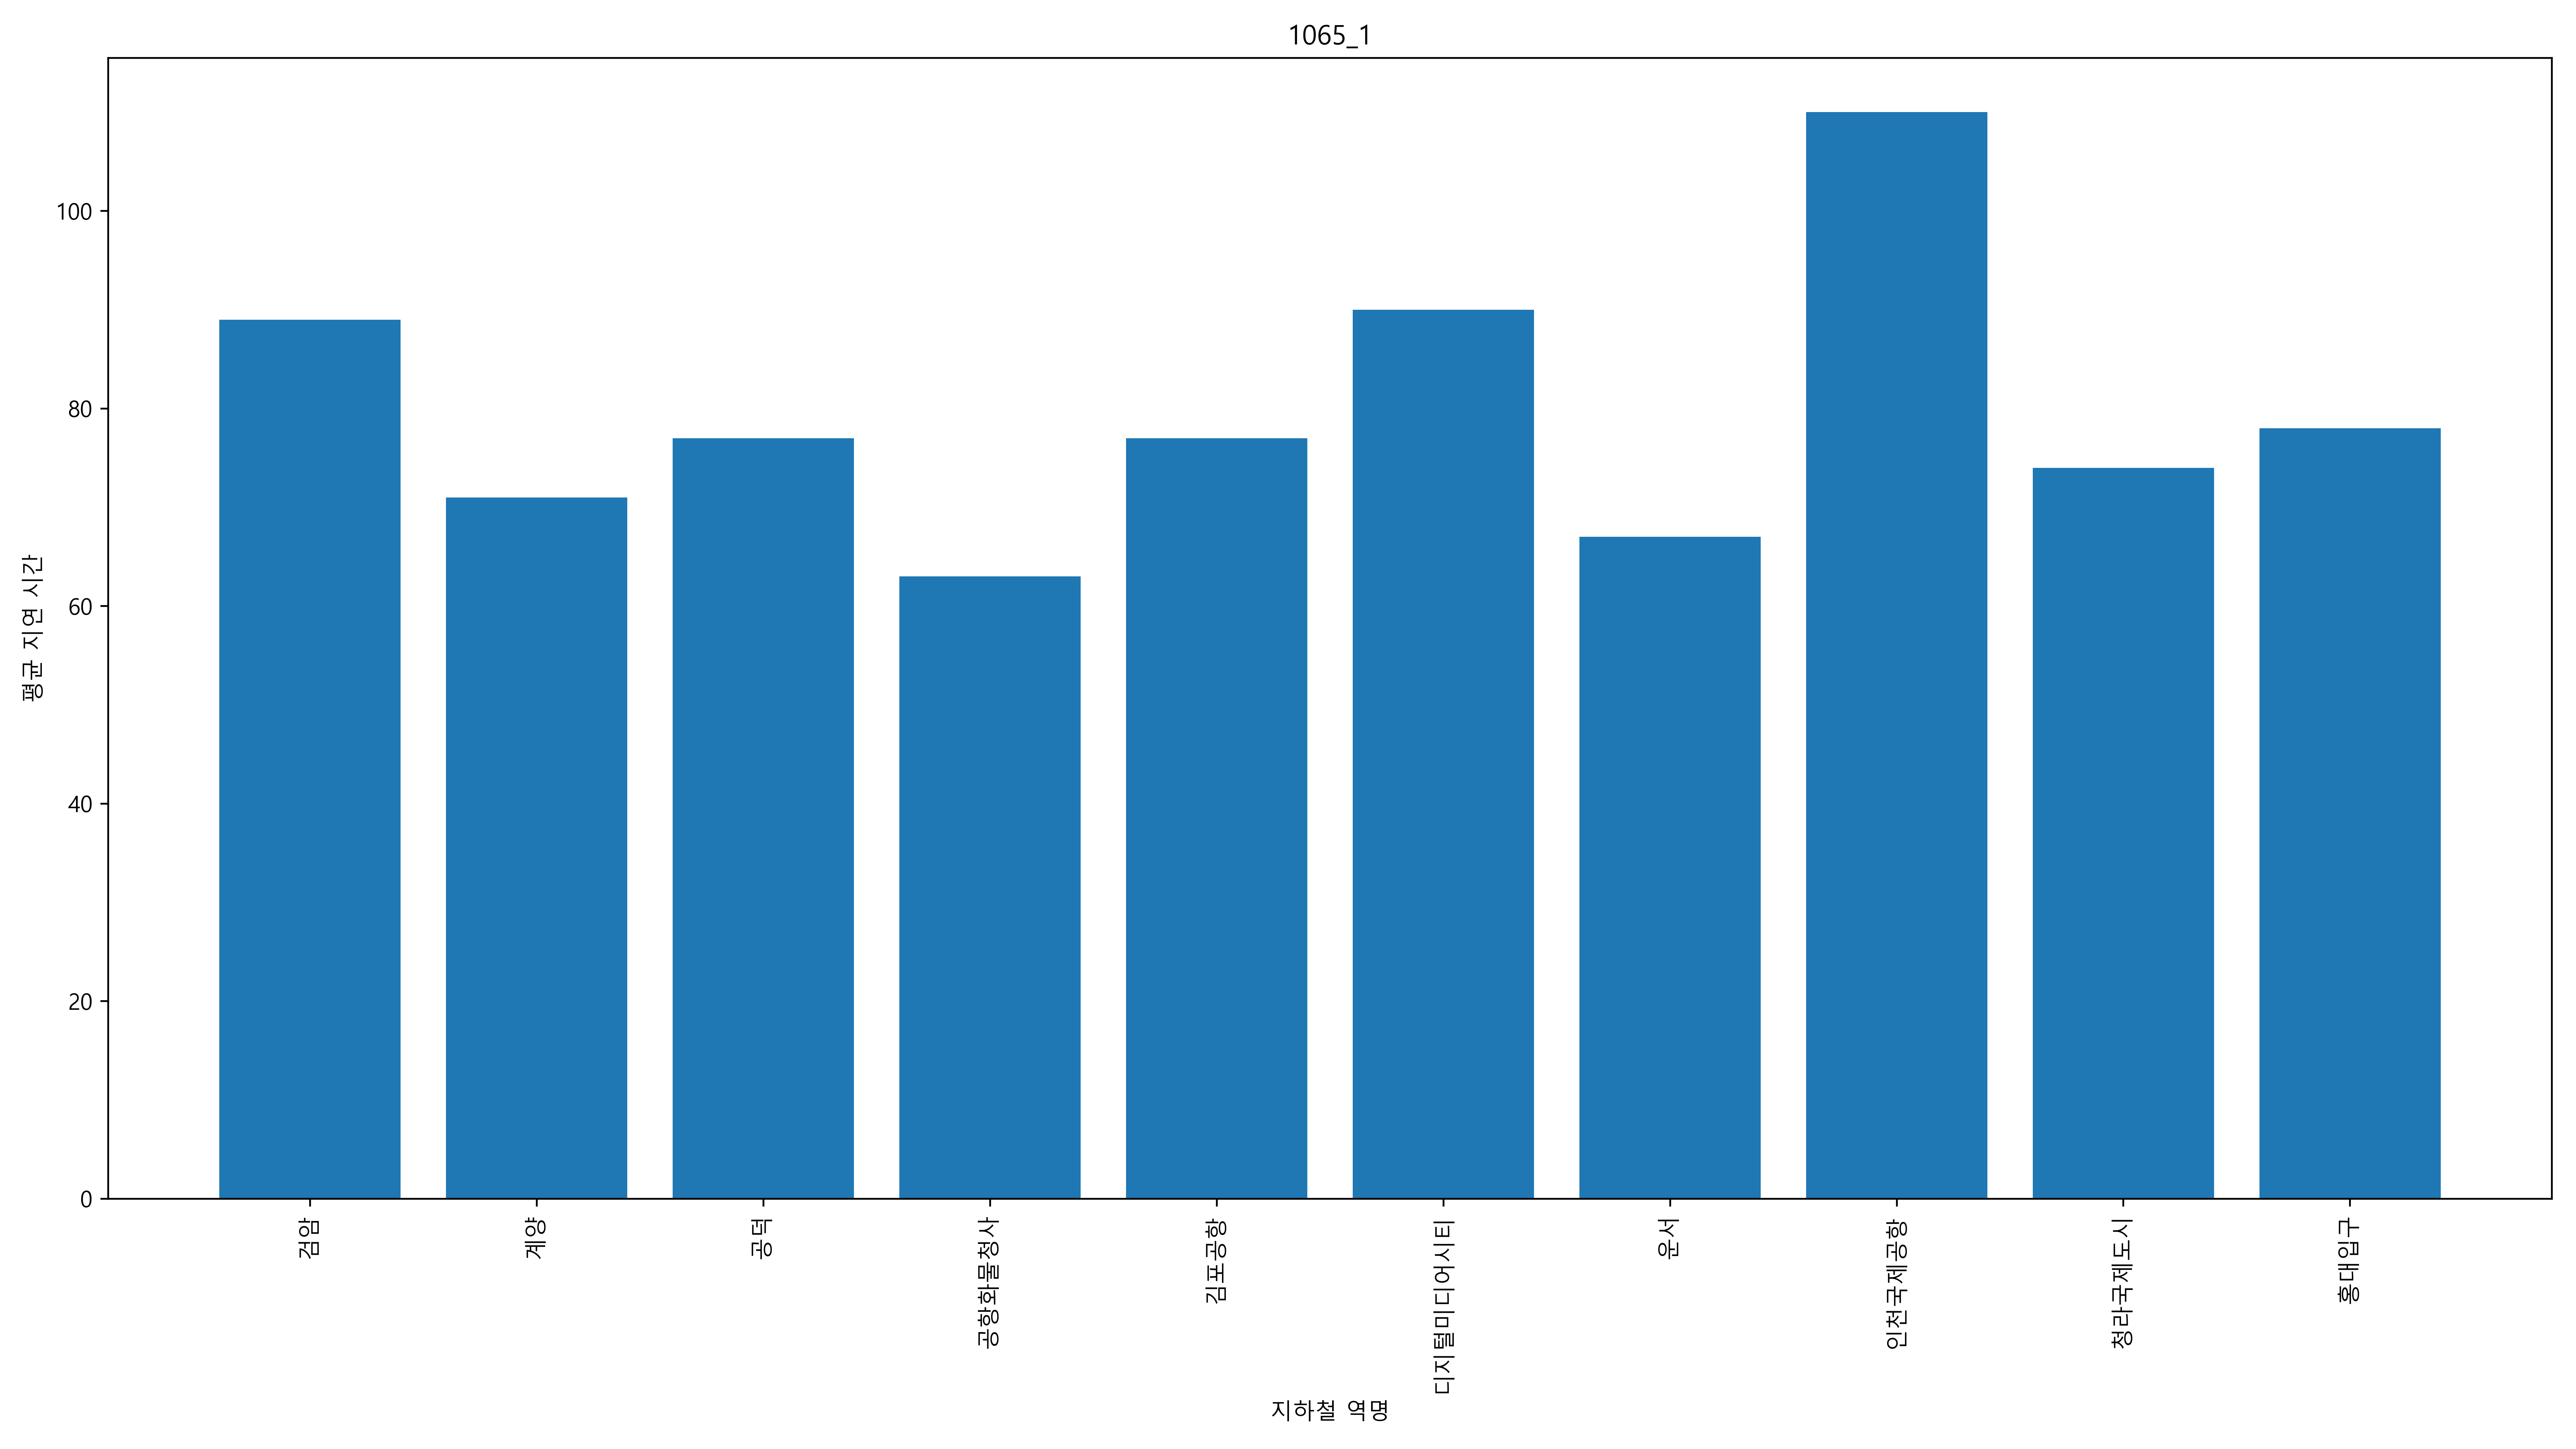 1065_1
평균 지연 시간
100
80
60
40
20
0
검암
계양
공덕
공항화물청사
김포공항
디지털미디어시티
운서
인천국제공항
청라국제도시
홍대입구
지하철 역명